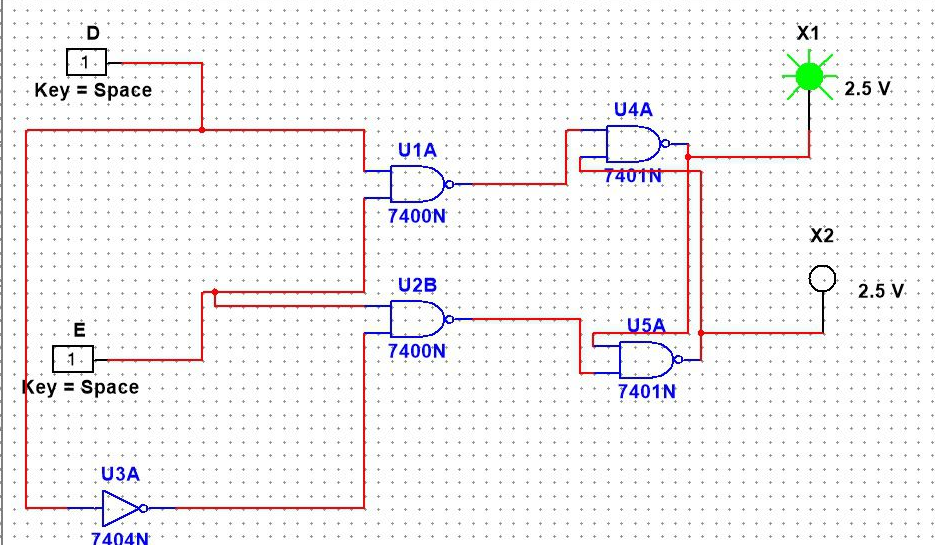 D
1
Key = Space
X1
2.5 V
U4A
7401N
U1A
7400N
X2
2.5 V
U2B
7400N
U5A
7401N
E
1
Key = Space
U3A
7404N